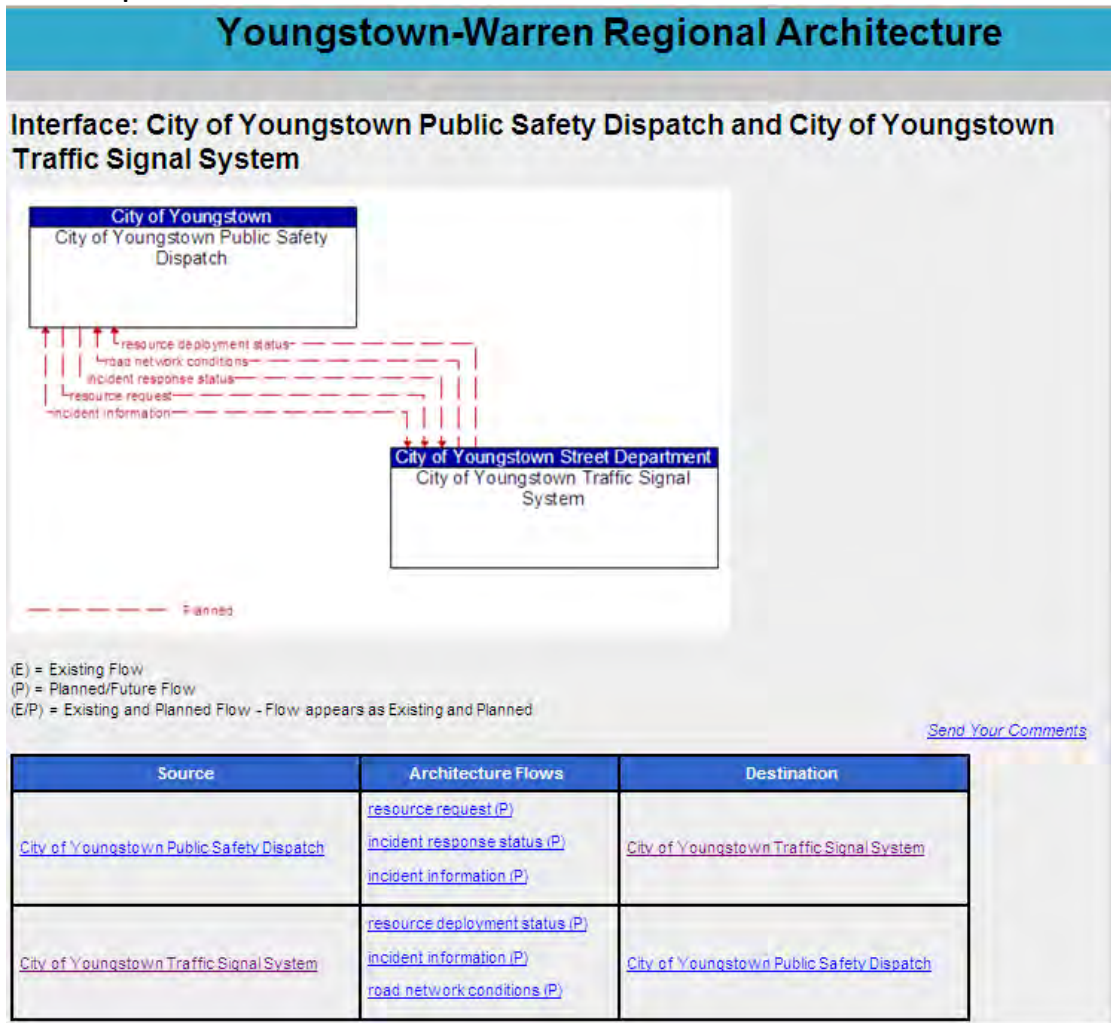 Youngstown-Warren Regional Architecture
Interface: City of Youngstown Public Safety Dispatch and City of Youngstown
Traffic Signal System
City of Youngstown
City of Youngstown Public Safety
Dispatch
resource deployment status
road network conditions
incident response status
resource request
incident information
City of Youngstown Street Department
City of Youngstown Traffic Signal
System
Planned
(E) = Existing Flow
(P) = Planned/Future Flow
(E/P) = Existing and Planned Flow - Flow appears as Existing and Planned
Send Your Comments
Source Architecture Flows Destination
resource request (P)
City of Youngstown Public Safety Dispatch incident response status (P) City of Youngstown Traffic Signal System
incident information (P)
resource deployment status (P)
City of Youngstown Traffic Signal System incident information (P) City of Youngstown Public Safety Dispatch
road network conditions (P)